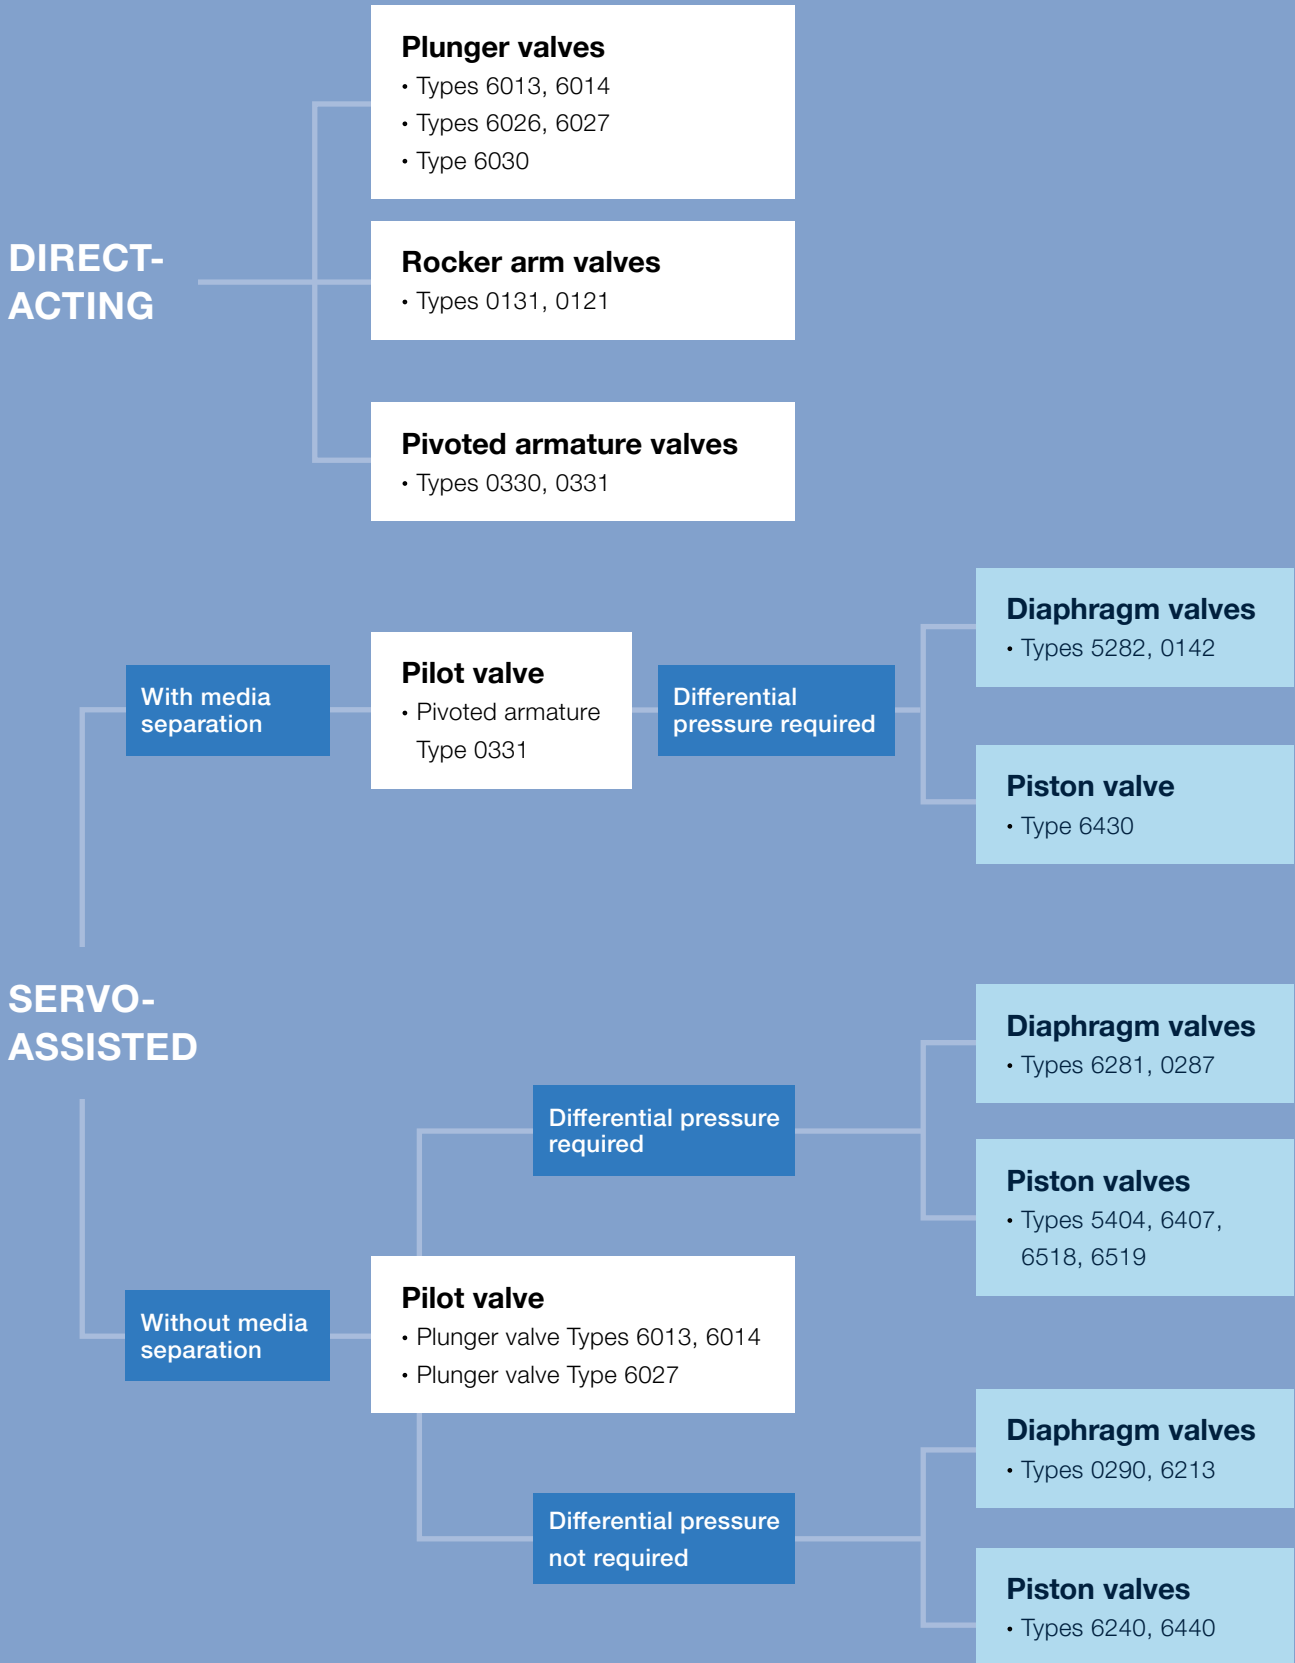 Plunger valves
• Types 6013, 6014
• Types 6026, 6027
• Type 6030
DIRECT-
ACTING
Rocker arm valves
• Types 0131, 0121
Pivoted armature valves
• Types 0330, 0331
With media
separation
Pilot valve
• Pivoted armature
Type 0331
Differential
pressure required
Diaphragm valves
• Types 5282, 0142
Piston valve
• Type 6430
SERVO-
ASSISTED
Without media
separation
Pilot valve
• Plunger valve Types 6013, 6014
• Plunger valve Type 6027
Differential pressure
required
Diaphragm valves
• Types 6281, 0287
Piston valves
• Types 5404, 6407,
6518, 6519
Differential pressure
not required
Diaphragm valves
• Types 0290, 6213
Piston valves
• Types 6240, 6440